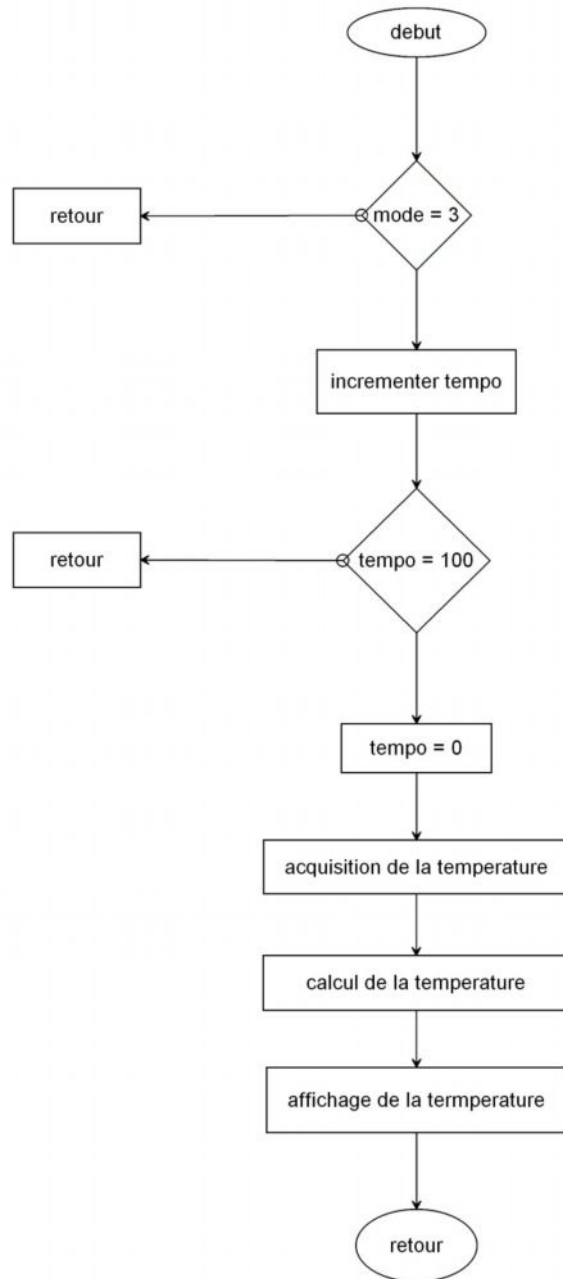 debut
retour
mode = 3
incrementer tempo
retour
tempo = 100
tempo = 0
acquisition de la temperature
calcul de la temperature
affichage de la termperature
retour